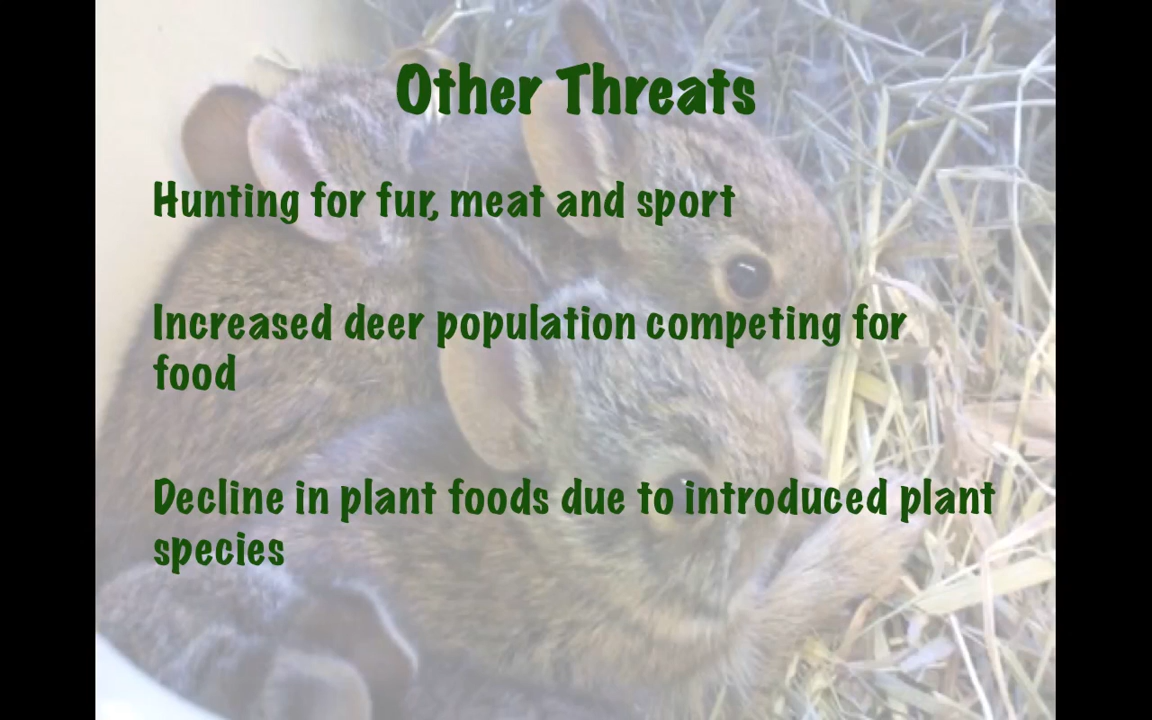 Other Threats
Hunting for fur, meat and sport
Increased deer population competing for
food
Decline in plant foods due to introduced plant
species